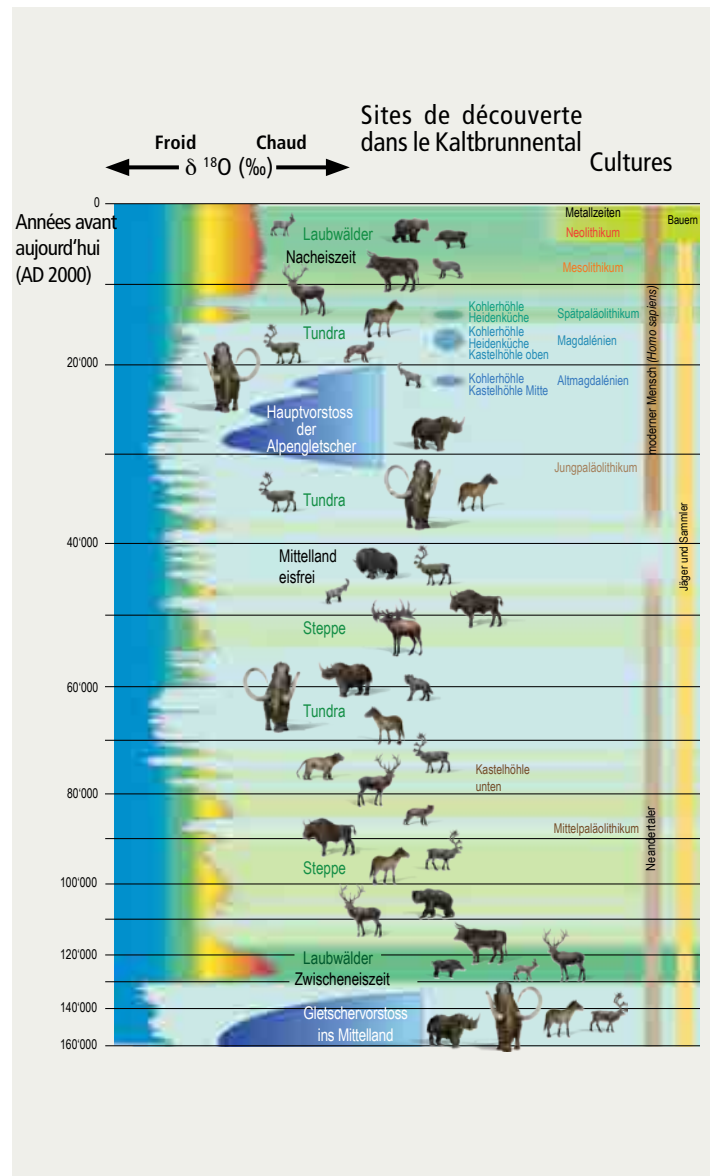 Sites de découverte
dans le Kaltbrunnental
Froid Chaud
δ ¹⁸O (‰)
Cultures
Années avant
aujourd'hui
(AD 2000)
0
Metallzeiten
Bauern
Laubwälder
Neolithikum
Nacheiszeit
Mesolithikum
Kohlerhöhle
Heidenküche
Spätpaläolithikum
Tundra
Kohlerhöhle
Heidenküche
Kastelhöhle oben
Magdalénien
20'000
Kohlerhöhle
Kastelhöhle Mitte
Altmagdalénien
moderner Mensch (Homo sapiens)
Hauptvorstoss
der
Alpengletscher
Jungpaläolithikum
Tundra
Jäger und Sammler
40'000
Mittelland
eisfrei
Steppe
60'000
Tundra
Kastelhöhle
unten
80'000
Mittelpaläolithikum
Neandertaler
Steppe
100'000
120'000
Laubwälder
Zwischeneiszeit
140'000
Gletschervorstoss
ins Mittelland
160'000